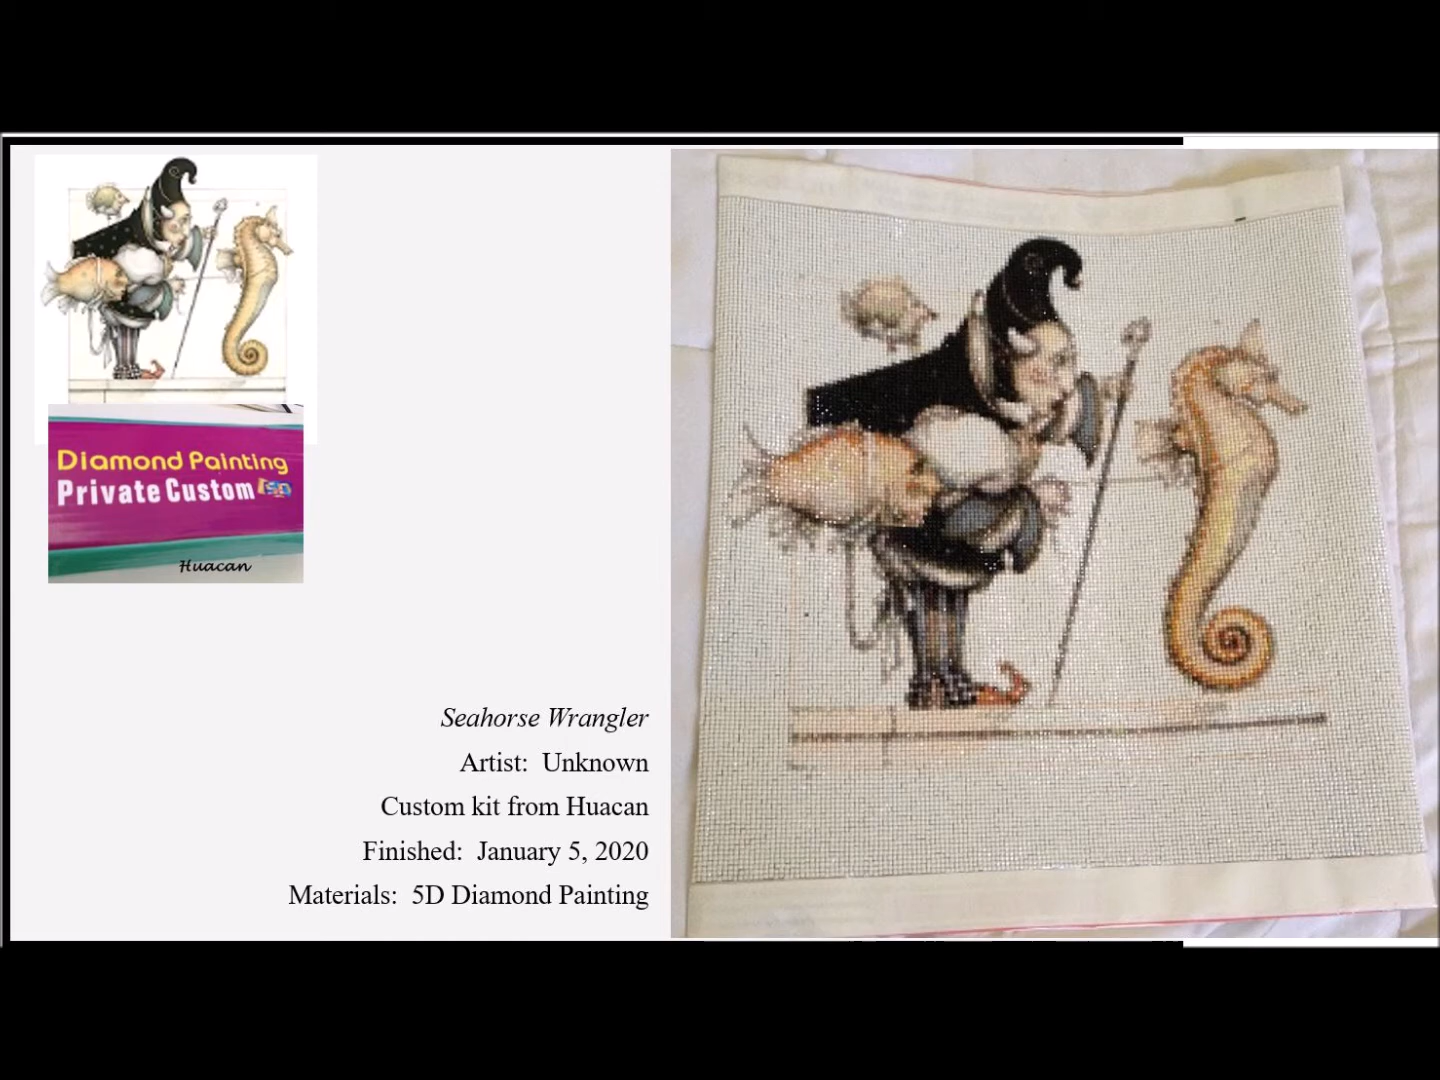 Diamond Painting
Private Custom 5D
Huacan
Seahorse Wrangler
Artist: Unknown
Custom kit from Huacan
Finished: January 5, 2020
Materials: 5D Diamond Painting